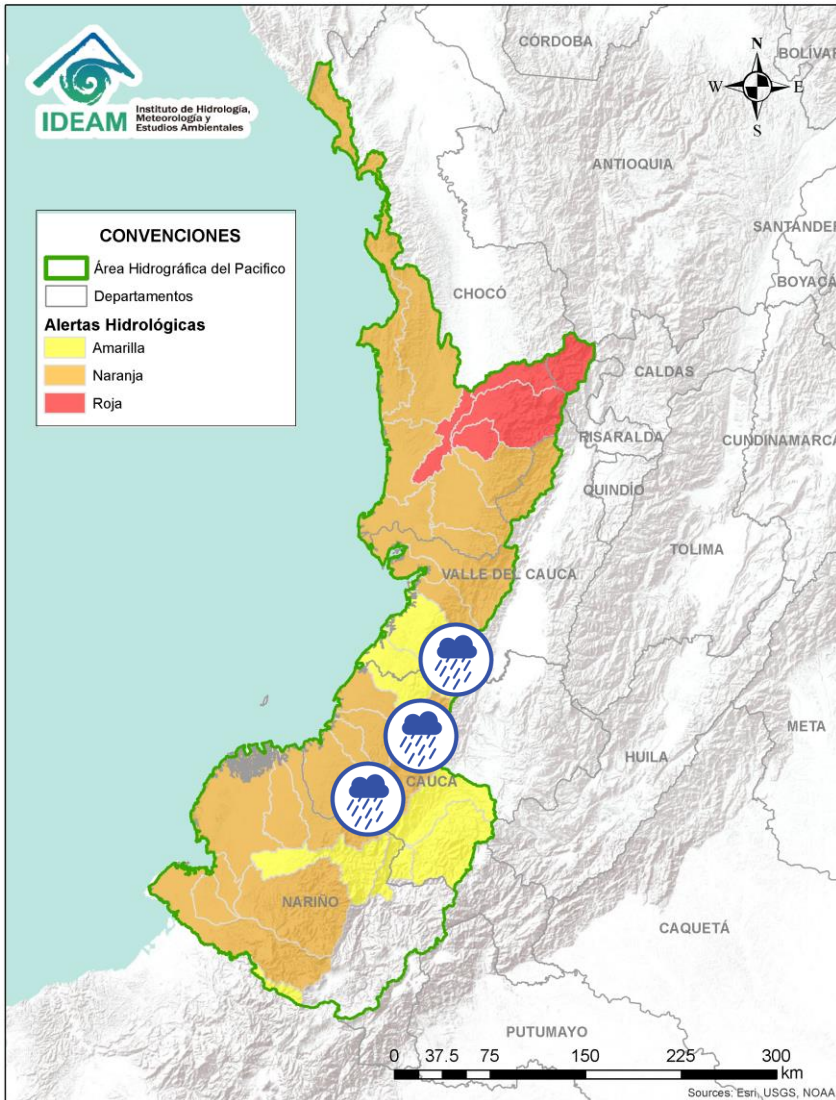 IDEAM
Instituto de Hidrología,
Meteorología y
Estudios Ambientales
CÓRDOBA
BOLÍVAR
N
W
E
S
ANTIOQUIA
CONVENCIONES
Área Hidrográfica del Pacifico
Departamentos
Alertas Hidrológicas
Amarilla
Naranja
Roja
SANTANDER
BOYACÁ
CHOCÓ
CALDAS
RISARALDA
CUNDINAMARCA
QUINDÍO
TOLIMA
VALLE DEL CAUCA
META
HUILA
CAUCA
NARIÑO
CAQUETÁ
PUTUMAYO
0 37.5 75 150 225 300
km
Sources: Esri, USGS, NOAA